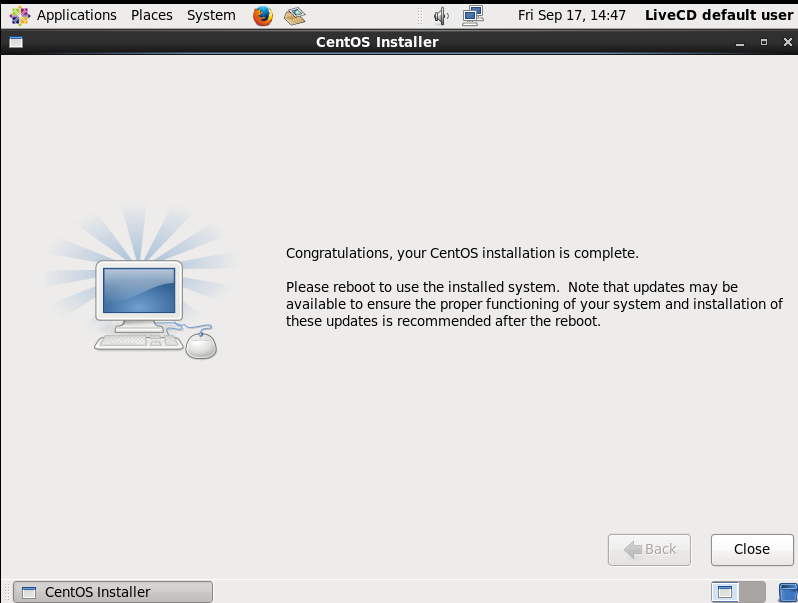 Applications Places System Fri Sep 17, 14:47 LiveCD default user
CentOS Installer
Congratulations, your CentOS installation is complete.
Please reboot to use the installed system.  Note that updates may be
available to ensure the proper functioning of your system and installation of
these updates is recommended after the reboot.
Back Close
CentOS Installer